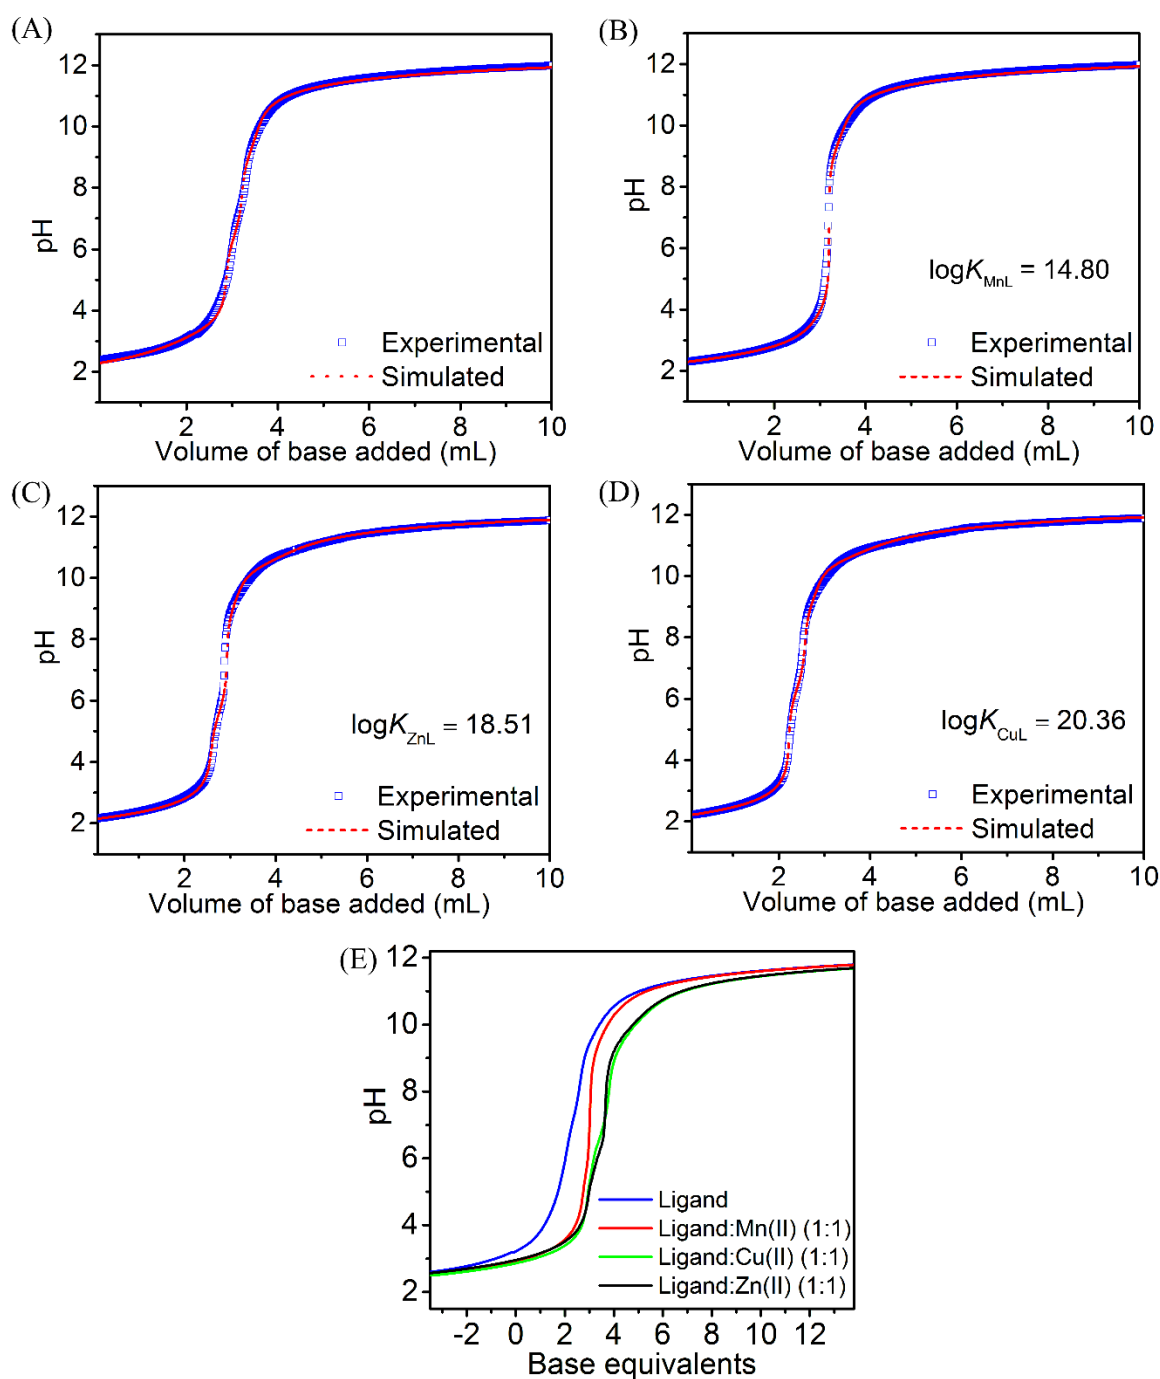 (A)
12
10
8
6
4
2
pH
Experimental
Simulated
2 4 6 8 10
Volume of base added (mL)
(B)
12
10
8
6
4
2
pH
logK_MnL = 14.80
Experimental
Simulated
2 4 6 8 10
Volume of base added (mL)
(C)
12
10
8
6
4
2
pH
logK_ZnL = 18.51
Experimental
Simulated
2 4 6 8 10
Volume of base added (mL)
(D)
12
10
8
6
4
2
pH
logK_CuL = 20.36
Experimental
Simulated
2 4 6 8 10
Volume of base added (mL)
(E)
12
10
8
6
4
2
pH
Ligand
Ligand:Mn(II) (1:1)
Ligand:Cu(II) (1:1)
Ligand:Zn(II) (1:1)
-2 0 2 4 6 8 10 12
Base equivalents